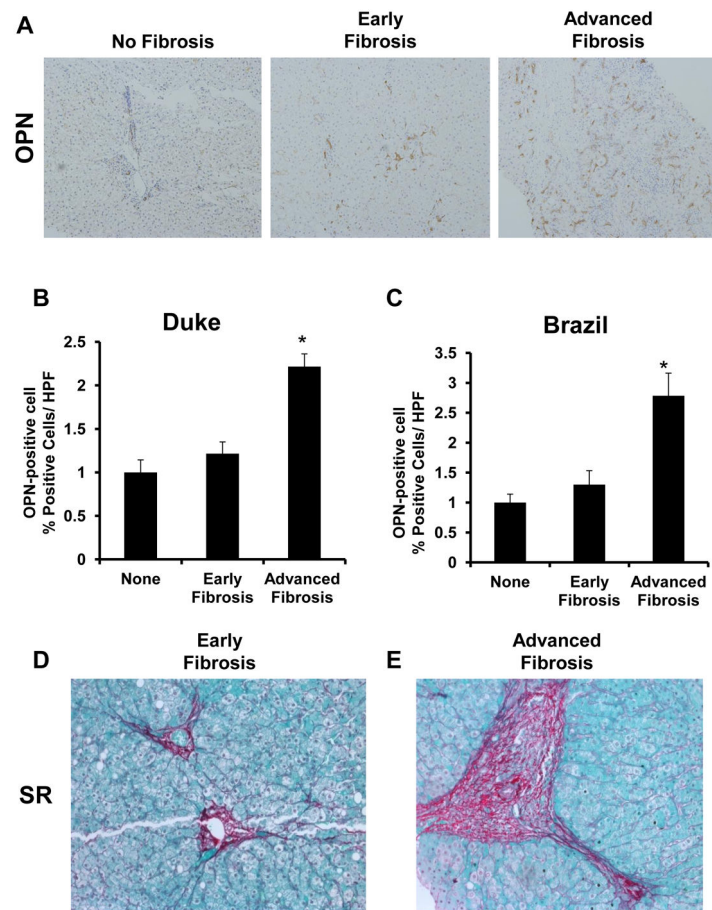 A
No Fibrosis
Early
Fibrosis
Advanced
Fibrosis
OPN
B
Duke
OPN-positive cell
% Positive Cells/ HPF
2.5
2
1.5
1
0.5
0
*
None
Early
Fibrosis
Advanced
Fibrosis
C
Brazil
OPN-positive cell
% Positive Cells/ HPF
3.5
3
2.5
2
1.5
1
0.5
0
*
None
Early
Fibrosis
Advanced
Fibrosis
D
Early
Fibrosis
E
Advanced
Fibrosis
SR